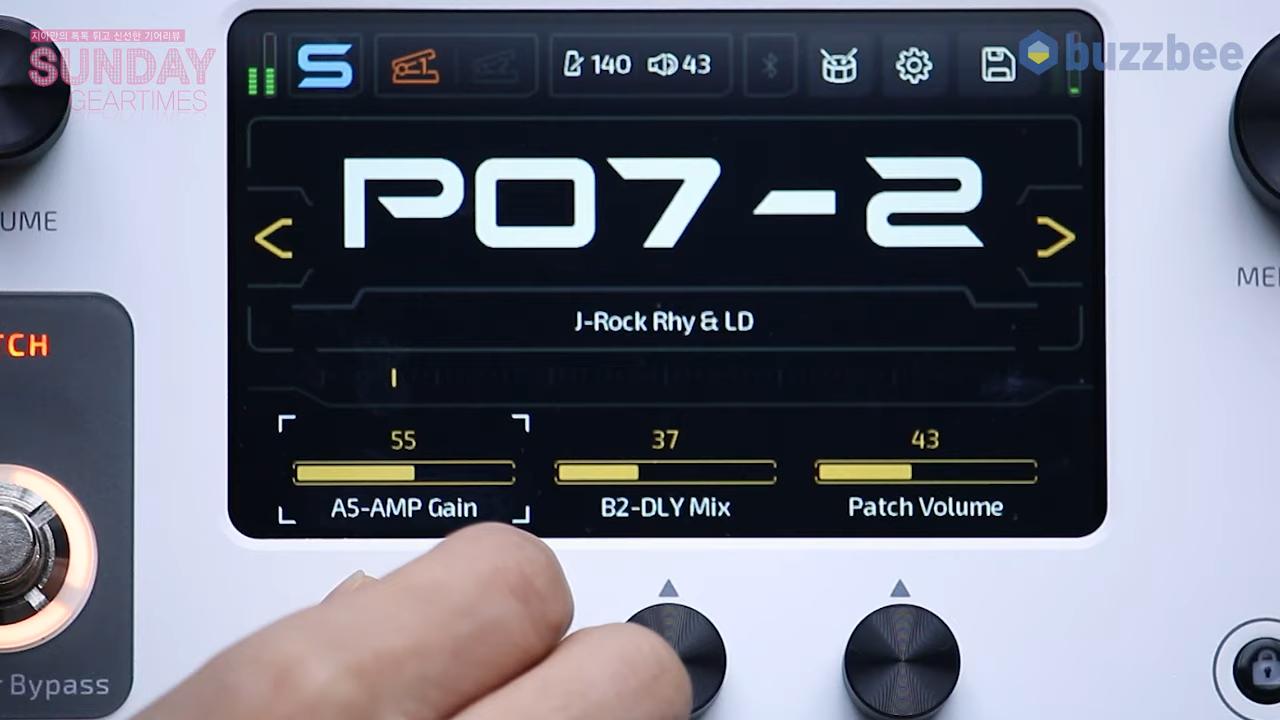 지아만의 톡톡 튀고 신선한 기어리뷰
SUNDAY
GEARTIMES
buzzbee
S
140
43
P07-2
J-Rock Rhy & LD
55
37
43
A5-AMP Gain
B2-DLY Mix
Patch Volume
UME
TCH
Bypass